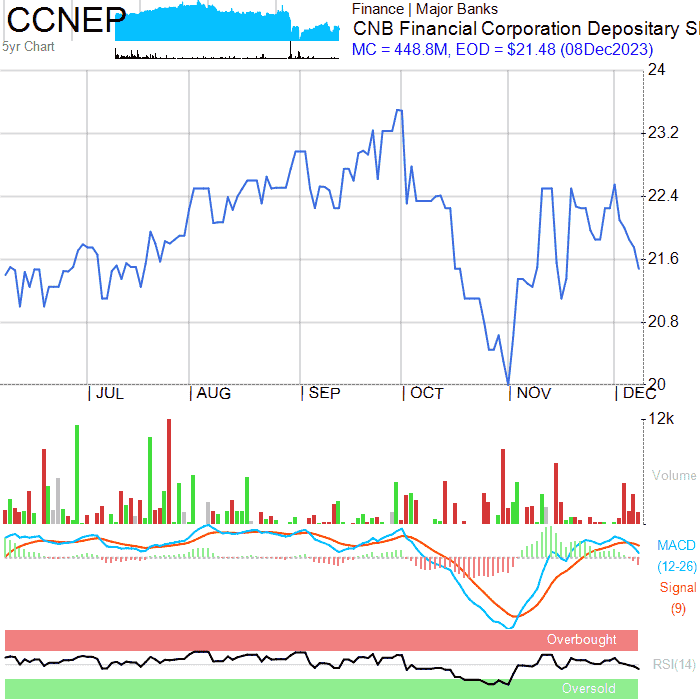 CCNEP
5yr Chart
Finance | Major Banks
CNB Financial Corporation Depositary S
MC = 448.8M, EOD = $21.48 (08Dec2023)
24
23.2
22.4
21.6
20.8
20
JUL AUG SEP OCT NOV DEC
12k
Volume
MACD
(12-26)
Signal
(9)
Overbought
RSI(14)
Oversold